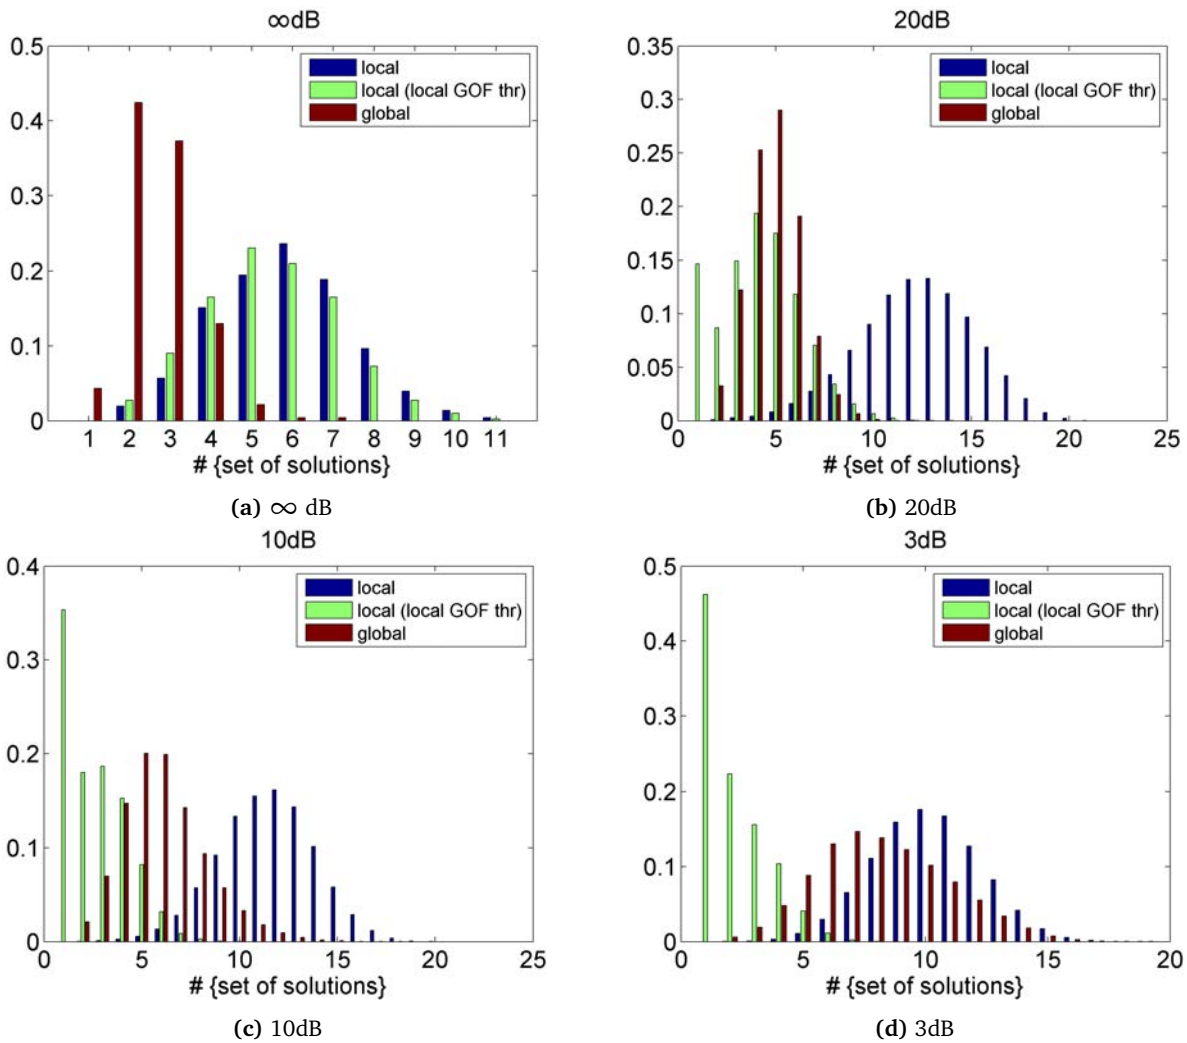 ∞dB
0.5
0.4
0.3
0.2
0.1
0
1 2 3 4 5 6 7 8 9 10 11
# {set of solutions}
local
local (local GOF thr)
global
(a) ∞ dB
20dB
0.35
0.3
0.25
0.2
0.15
0.1
0.05
0
0 5 10 15 20 25
# {set of solutions}
local
local (local GOF thr)
global
(b) 20dB
10dB
0.4
0.3
0.2
0.1
0
0 5 10 15 20 25
# {set of solutions}
local
local (local GOF thr)
global
(c) 10dB
3dB
0.5
0.4
0.3
0.2
0.1
0
0 5 10 15 20
# {set of solutions}
local
local (local GOF thr)
global
(d) 3dB